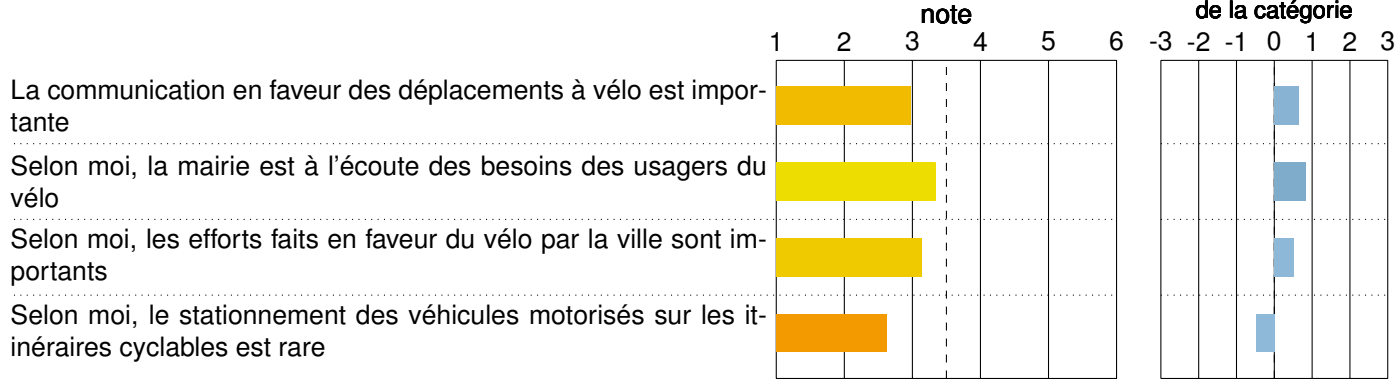 note
de la catégorie
1 2 3 4 5 6 -3 -2 -1 0 1 2 3
La communication en faveur des déplacements à vélo est impor-
tante
Selon moi, la mairie est à l'écoute des besoins des usagers du
vélo
Selon moi, les efforts faits en faveur du vélo par la ville sont im-
portants
Selon moi, le stationnement des véhicules motorisés sur les it-
inéraires cyclables est rare